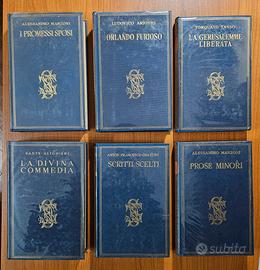 ALESSANDRO MANZONI
I PROMESSI SPOSI
LUDOVICO ARIOSTO
ORLANDO FURIOSO
TORQUATO TASSO
LA GERUSALEMME
LIBERATA
DANTE ALIGHIERI
LA DIVINA
COMMEDIA
SCRITTI SCELTI
ALESSANDRO MANZONI
PROSE MINORI
subito